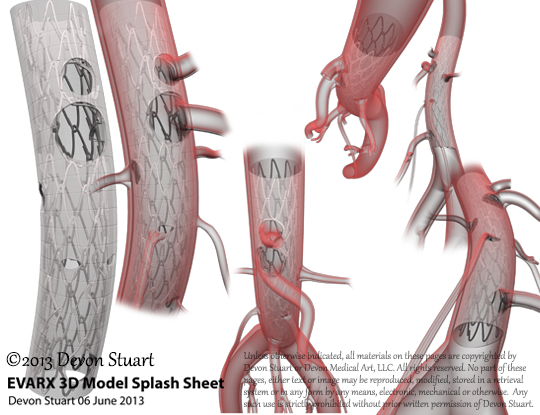 ©2013 Devon Stuart
EVARX 3D Model Splash Sheet
Devon Stuart 06 June 2013
Unless otherwise indicated, all materials on these pages are copyrighted by
Devon Stuart or Devon Medical Art, LLC. All rights reserved. No part of these
pages, either text or image may be reproduced, modified, stored in a retrieval
system or in any form by any means, electronic, mechanical or otherwise. Any
such use is strictly prohibited without prior written permission of Devon Stuart.